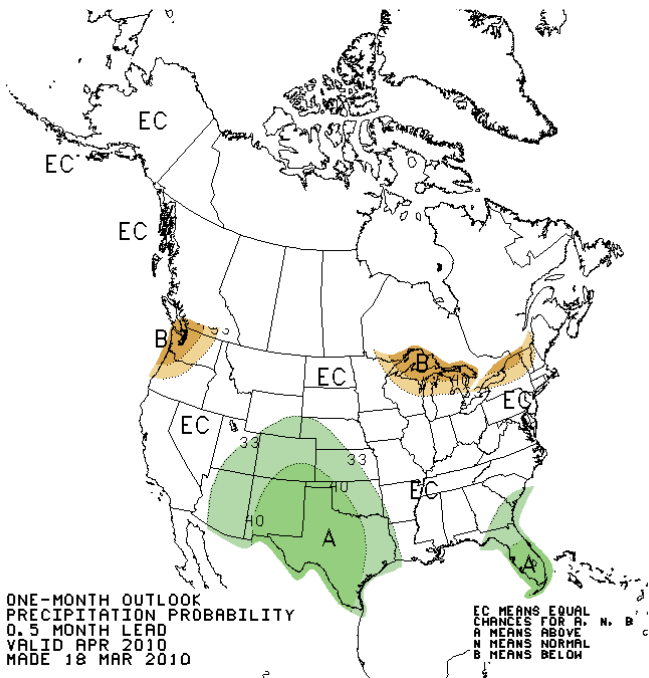 EC
EC
EC
B
33
B
40
EC
EC
EC
33
33
40
EC
40
A
A
ONE-MONTH OUTLOOK
PRECIPITATION PROBABILITY
0.5 MONTH LEAD
VALID APR 2010
MADE 18 MAR 2010
EC MEANS EQUAL
CHANCES FOR A, N, B
A MEANS ABOVE
N MEANS NORMAL
B MEANS BELOW